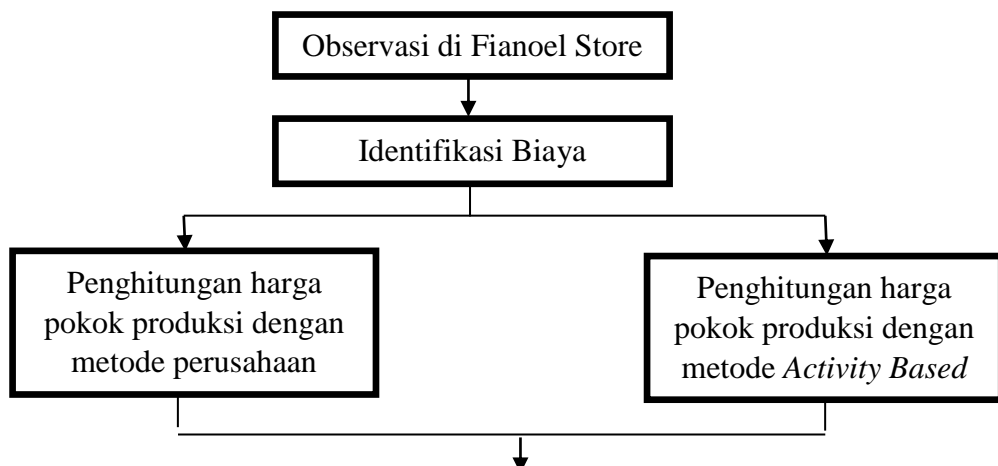 Observasi di Fianoel Store
Identifikasi Biaya
Penghitungan harga
pokok produksi dengan
metode perusahaan
Penghitungan harga
pokok produksi dengan
metode Activity Based